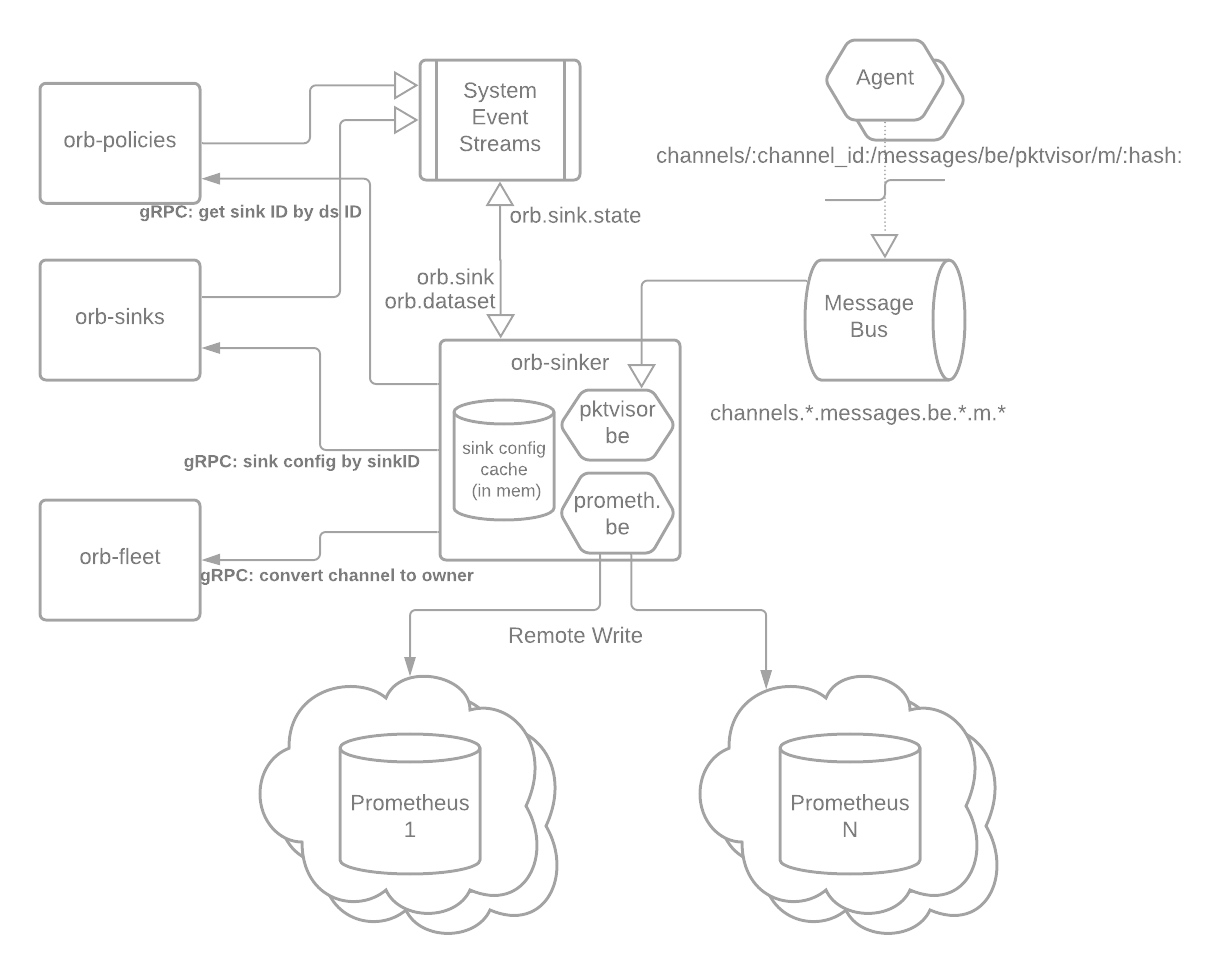 Agent
System
Event
Streams
orb-policies
channels/:channel_id:/messages/be/pktvisor/m/:hash:
gRPC: get sink ID by ds ID
orb.sink.state
orb.sink
orb.dataset
orb-sinks
Message
Bus
orb-sinker
pktvisor
be
channels.*.messages.be.*.m.*
sink config
cache
(in mem)
gRPC: sink config by sinkID
prometh.
be
orb-fleet
gRPC: convert channel to owner
Remote Write
Prometheus
1
Prometheus
N